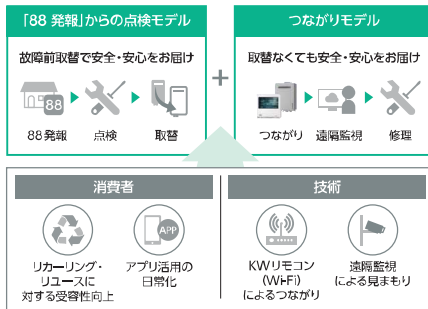 「88 発報」からの点検モデル
故障前取替で安全・安心をお届け
88
88発報
点検
取替
+
つながりモデル
取替なくても安全・安心をお届け
つながり
遠隔監視
修理
消費者
リカーリング・
リユースに
対する受容性向上
APP
アプリ活用の
日常化
技術
KWリモコン
(Wi-Fi)
によるつながり
遠隔監視
による見まもり